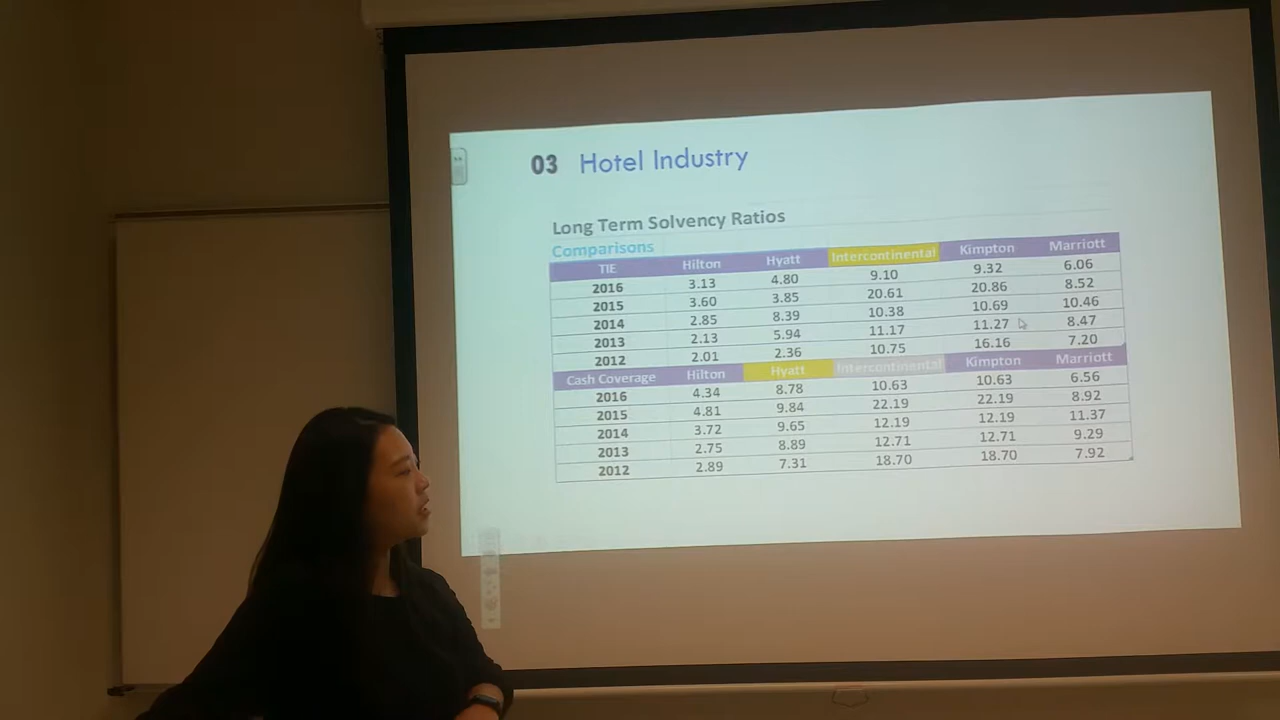 03 Hotel Industry
Long Term Solvency Ratios
Comparisons
TIE Hilton Hyatt Intercontinental Kimpton Marriott
2016 3.13 4.80 9.10 9.32 6.06
2015 3.60 3.85 20.61 20.86 8.52
2014 2.85 8.39 10.38 10.69 10.46
2013 2.13 5.94 11.17 11.27 8.47
2012 2.01 2.36 10.75 16.16 7.20
Cash Coverage Hilton Hyatt Intercontinental Kimpton Marriott
2016 4.34 8.78 10.63 10.63 6.56
2015 4.81 9.84 22.19 22.19 8.92
2014 3.72 9.65 12.19 12.19 11.37
2013 2.75 8.89 12.71 12.71 9.29
2012 2.89 7.31 18.70 18.70 7.92